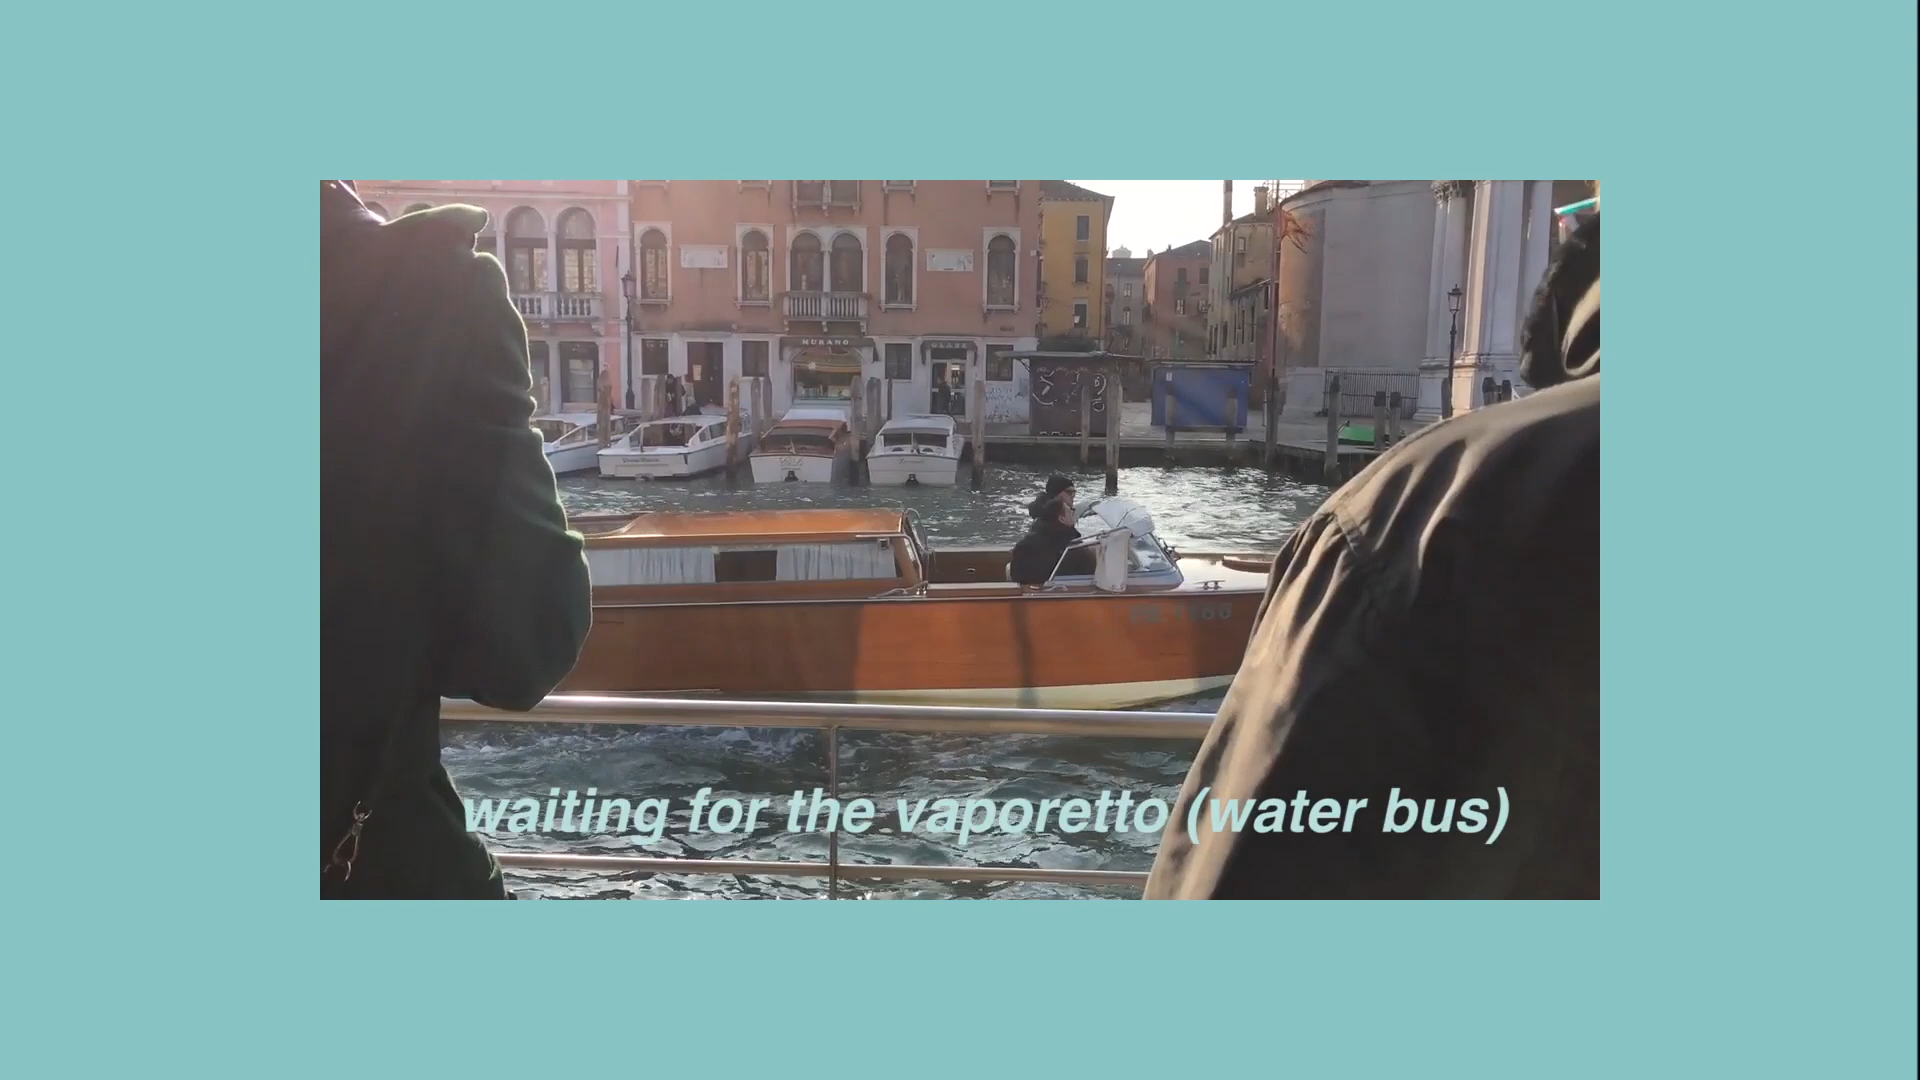 MURANO
GLASS
waiting for the vaporetto (water bus)